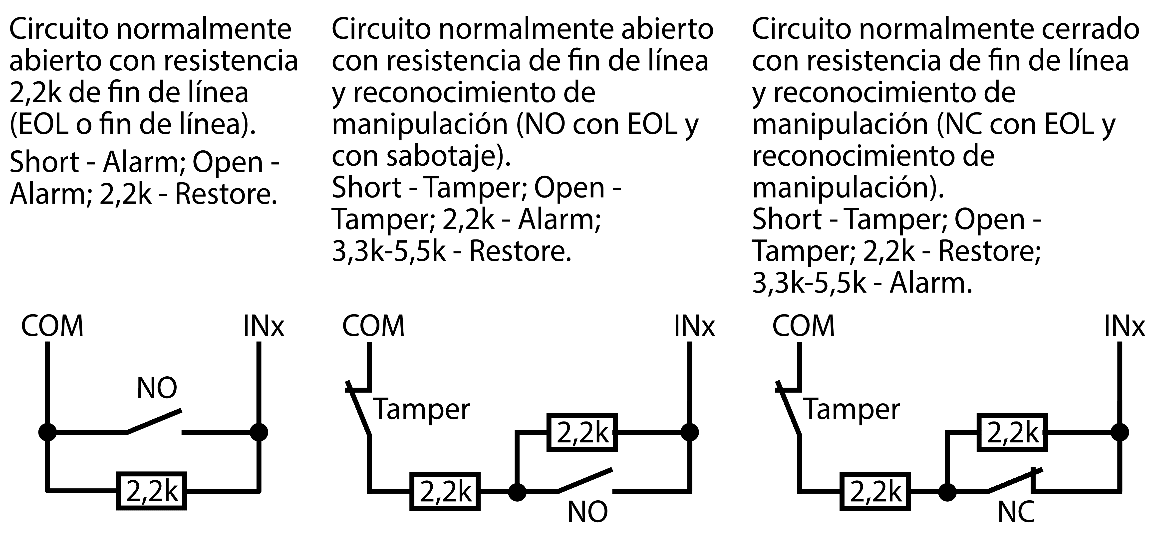 Circuito normalmente
abierto con resistencia
2,2k de fin de línea
(EOL o fin de línea).
Short - Alarm; Open -
Alarm; 2,2k - Restore.
COM
INx
NO
2,2k
Circuito normalmente abierto
con resistencia de fin de línea
y reconocimiento de
manipulación (NO con EOL y
con sabotaje).
Short - Tamper; Open -
Tamper; 2,2k - Alarm;
3,3k-5,5k - Restore.
COM
INx
Tamper
2,2k
2,2k
NO
Circuito normalmente cerrado
con resistencia de fin de línea
y reconocimiento de
manipulación (NC con EOL y
reconocimiento de
manipulación).
Short - Tamper; Open -
Tamper; 2,2k - Restore;
3,3k-5,5k - Alarm.
COM
INx
Tamper
2,2k
2,2k
NC